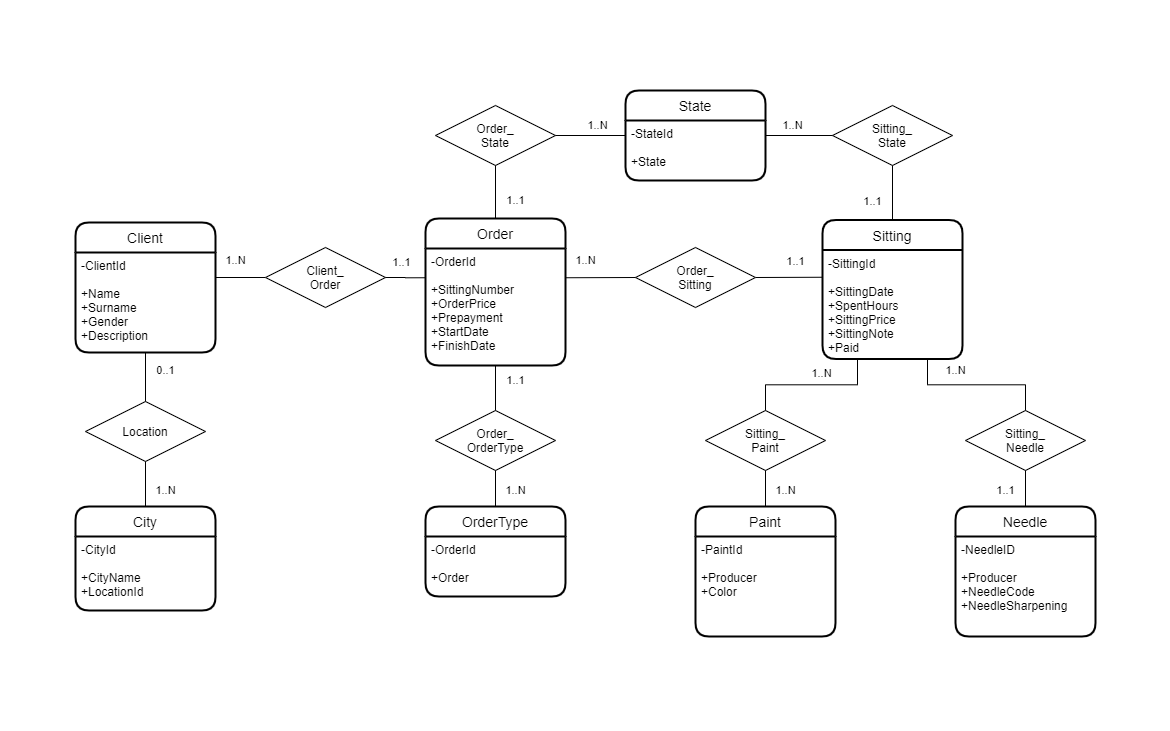 State
-StateId
+State
Order_
State
1..N
1..N
Sitting_
State
1..1
1..1
Client
-ClientId
+Name
+Surname
+Gender
+Description
1..N
Client_
Order
1..1
Order
-OrderId
+SittingNumber
+OrderPrice
+Prepayment
+StartDate
+FinishDate
1..N
Order_
Sitting
1..1
Sitting
-SittingId
+SittingDate
+SpentHours
+SittingPrice
+SittingNote
+Paid
0..1
Location
1..N
1..1
Order_
OrderType
1..N
1..N
Sitting_
Paint
1..N
1..N
Sitting_
Needle
1..1
City
-CityId
+CityName
+LocationId
OrderType
-OrderId
+Order
Paint
-PaintId
+Producer
+Color
Needle
-NeedleID
+Producer
+NeedleCode
+NeedleSharpening